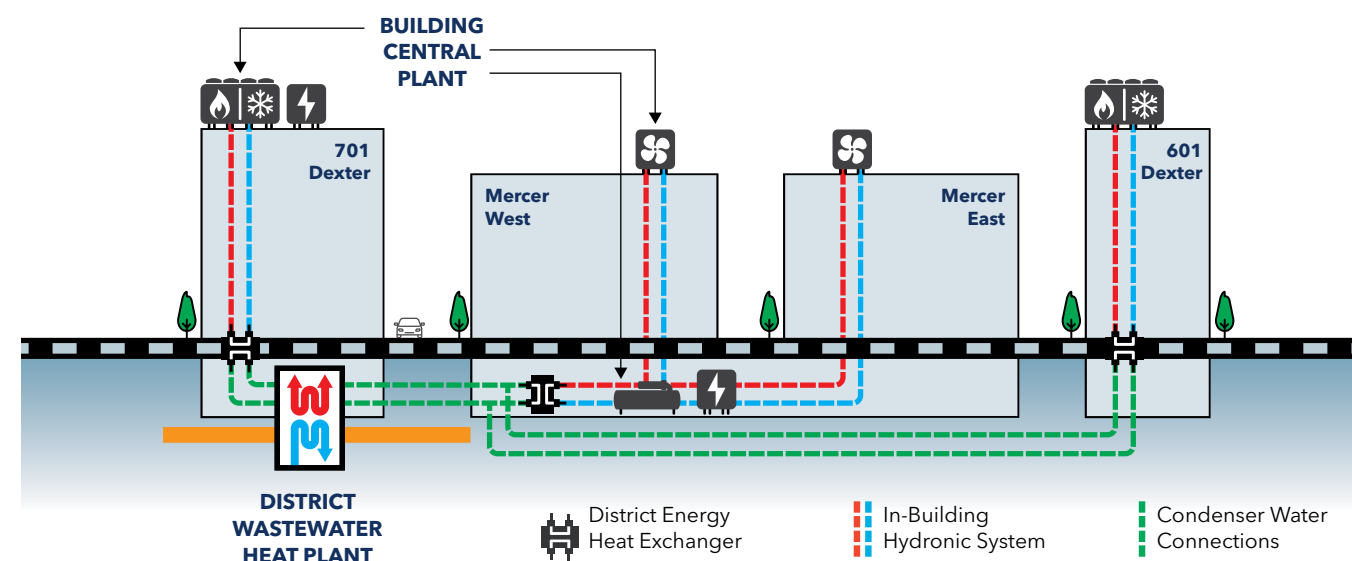 BUILDING
CENTRAL
PLANT
701
Dexter
Mercer
West
Mercer
East
601
Dexter
DISTRICT
WASTEWATER
HEAT PLANT
District Energy
Heat Exchanger
In-Building
Hydronic System
Condenser Water
Connections